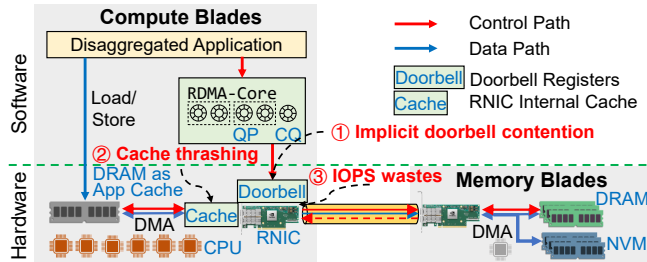 Compute Blades
Disaggregated Application
Control Path
Data Path
Doorbell Doorbell Registers
Cache RNIC Internal Cache
Software
Load/
Store
RDMA-Core
QP CQ
① Implicit doorbell contention
② Cache thrashing
DRAM as
App Cache
③ IOPS wastes
Hardware
Doorbell
Cache
DMA
RNIC
CPU
Memory Blades
DRAM
DMA
NVM